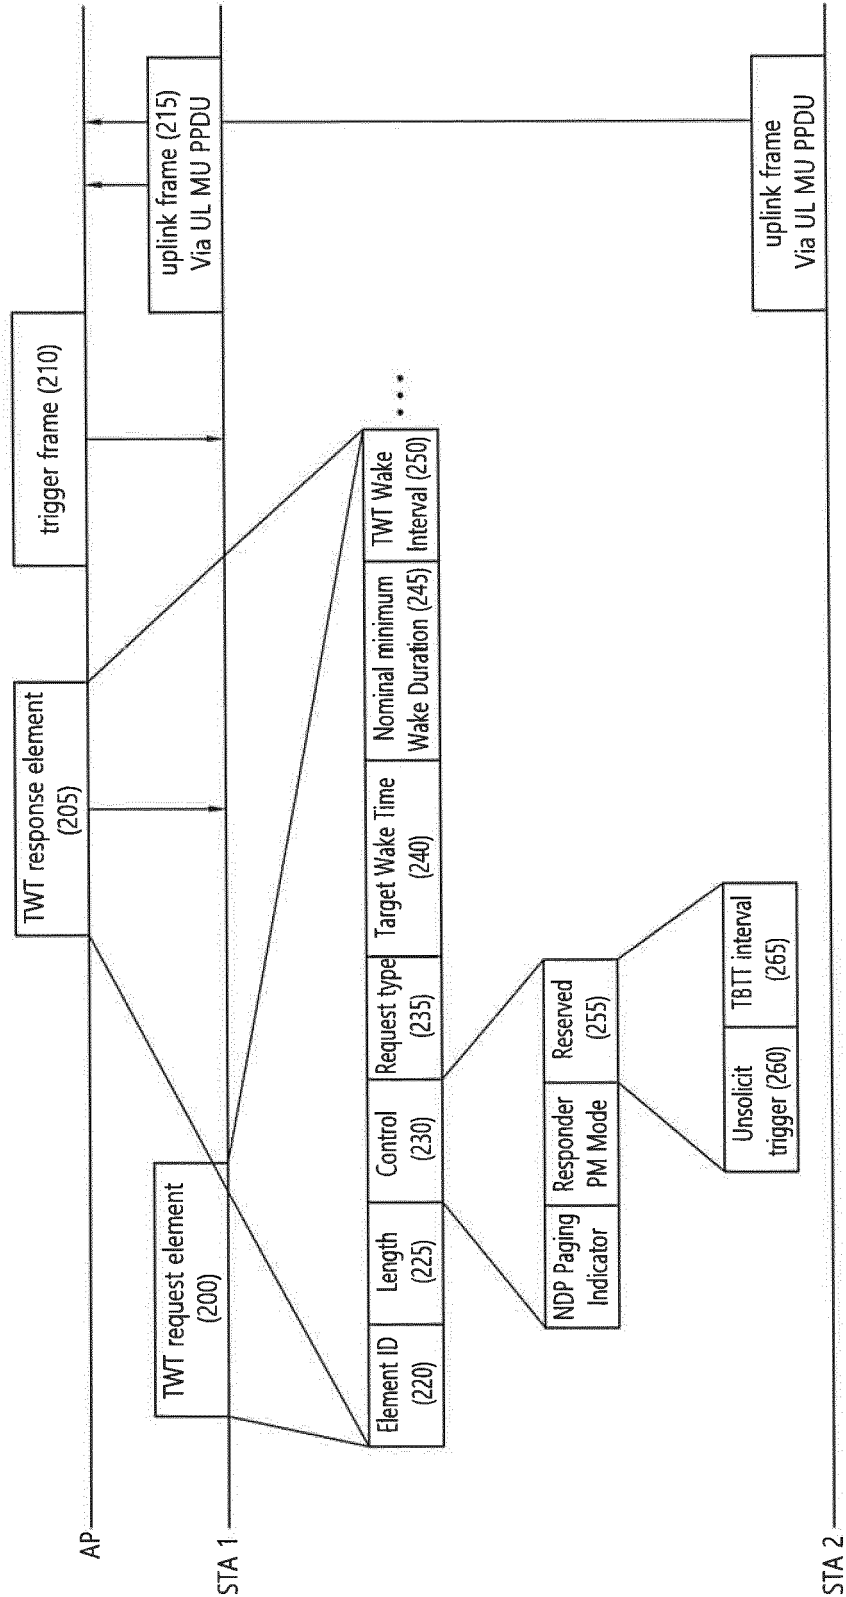 AP
TWT response element
(205)
trigger frame (210)
STA 1
TWT request element
(200)
uplink frame (215)
Via UL MU PPDU
Element ID
(220)
Length
(225)
Control
(230)
Request type
(235)
Target Wake Time
(240)
Nominal minimum
Wake Duration (245)
TWT Wake
Interval (250)
...
NDP Paging
Indicator
Responder
PM Mode
Reserved
(255)
Unsolicit
trigger (260)
TBTT interval
(265)
STA 2
uplink frame
Via UL MU PPDU